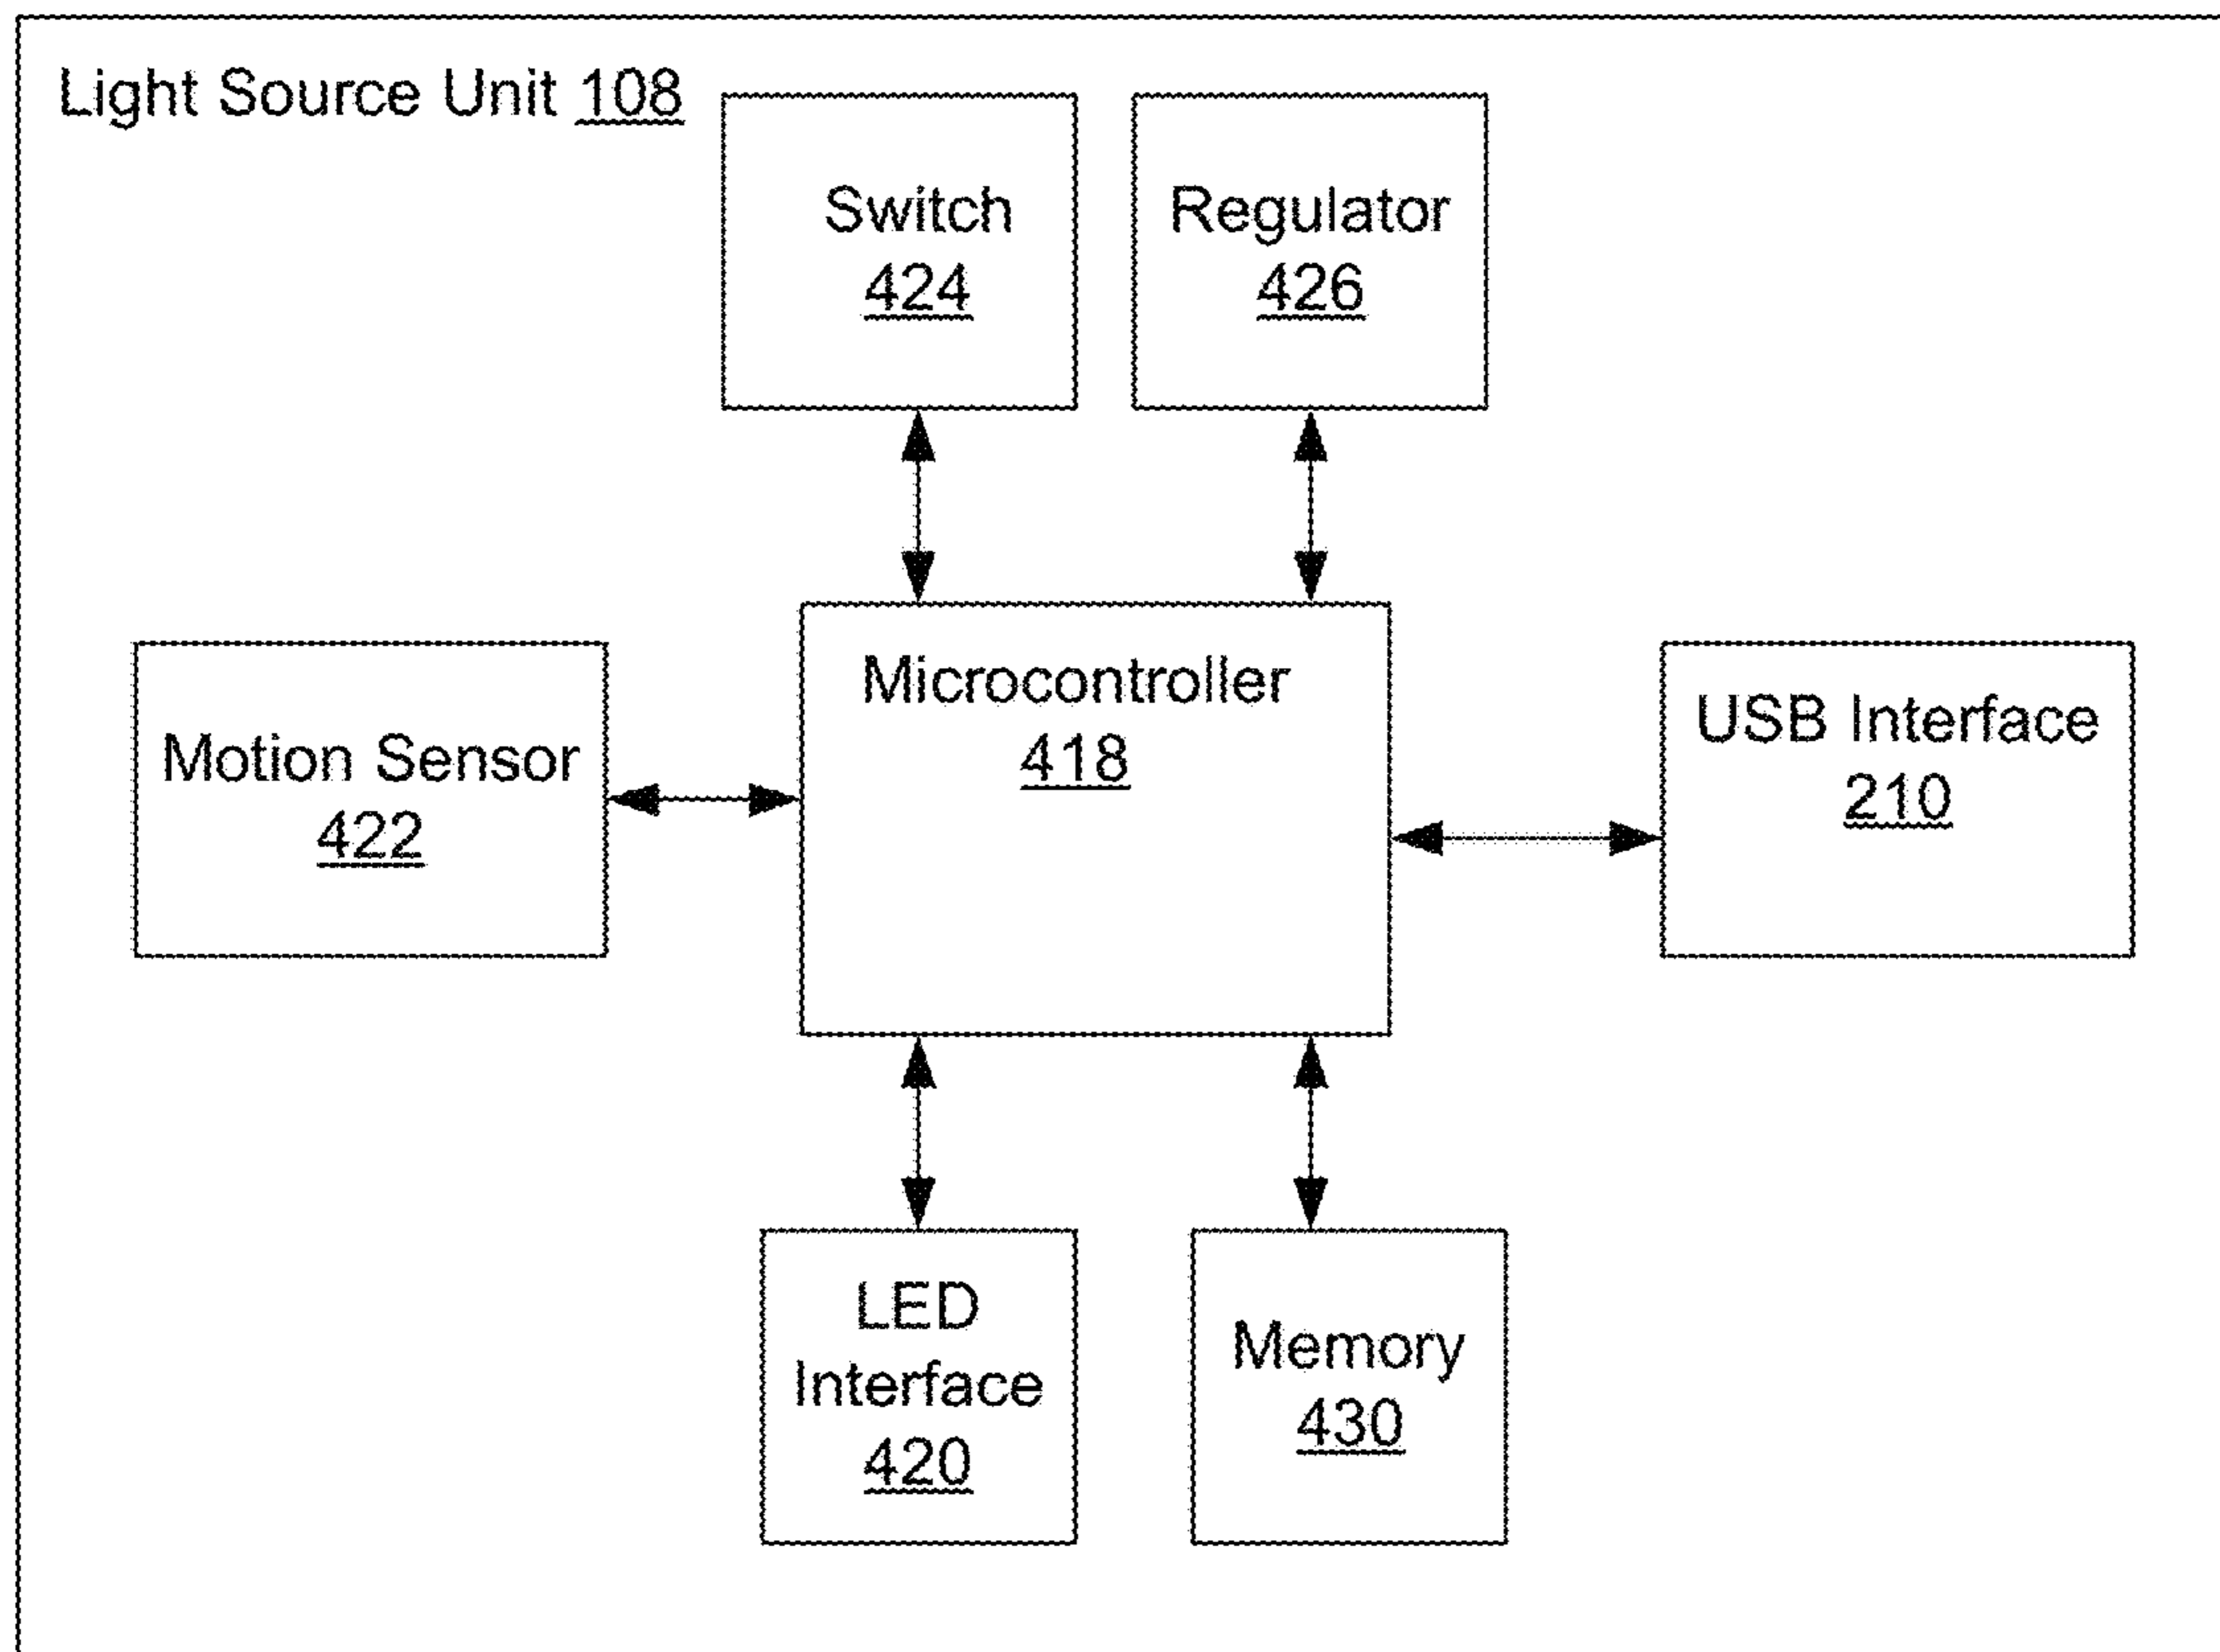 Light Source Unit 108
Switch
424
Regulator
426
Motion Sensor
422
Microcontroller
418
USB Interface
210
LED
Interface
420
Memory
430